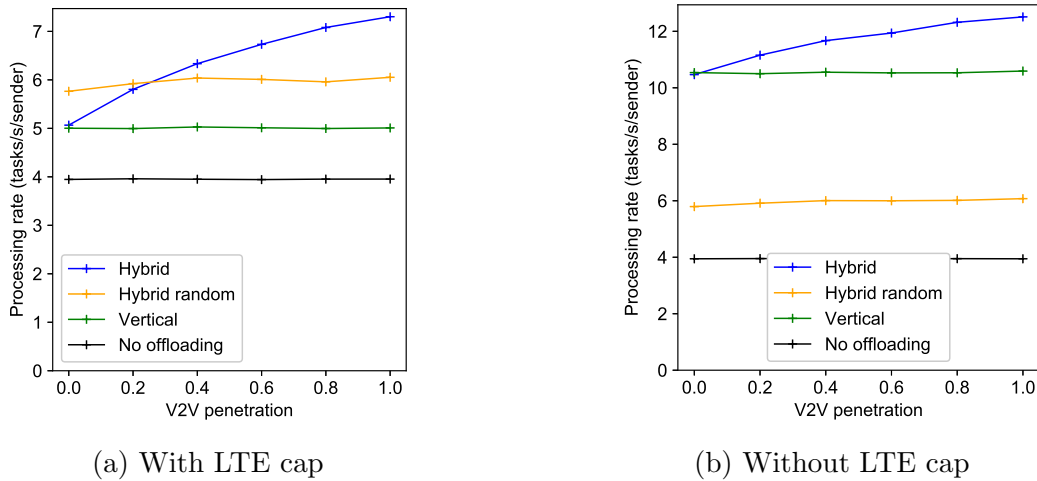 7
6
5
4
3
2
1
0
Processing rate (tasks/s/sender)
Hybrid
Hybrid random
Vertical
No offloading
0.0 0.2 0.4 0.6 0.8 1.0
V2V penetration
(a) With LTE cap
12
10
8
6
4
2
0
Processing rate (tasks/s/sender)
Hybrid
Hybrid random
Vertical
No offloading
0.0 0.2 0.4 0.6 0.8 1.0
V2V penetration
(b) Without LTE cap